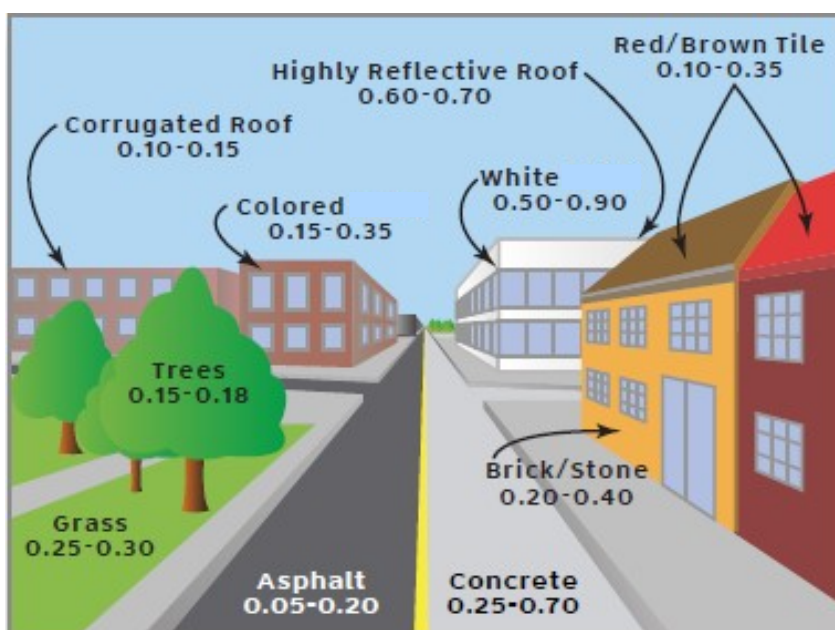 Red/Brown Tile
0.10-0.35
Highly Reflective Roof
0.60-0.70
Corrugated Roof
0.10-0.15
White
0.50-0.90
Colored
0.15-0.35
Trees
0.15-0.18
Brick/Stone
0.20-0.40
Grass
0.25-0.30
Asphalt
0.05-0.20
Concrete
0.25-0.70